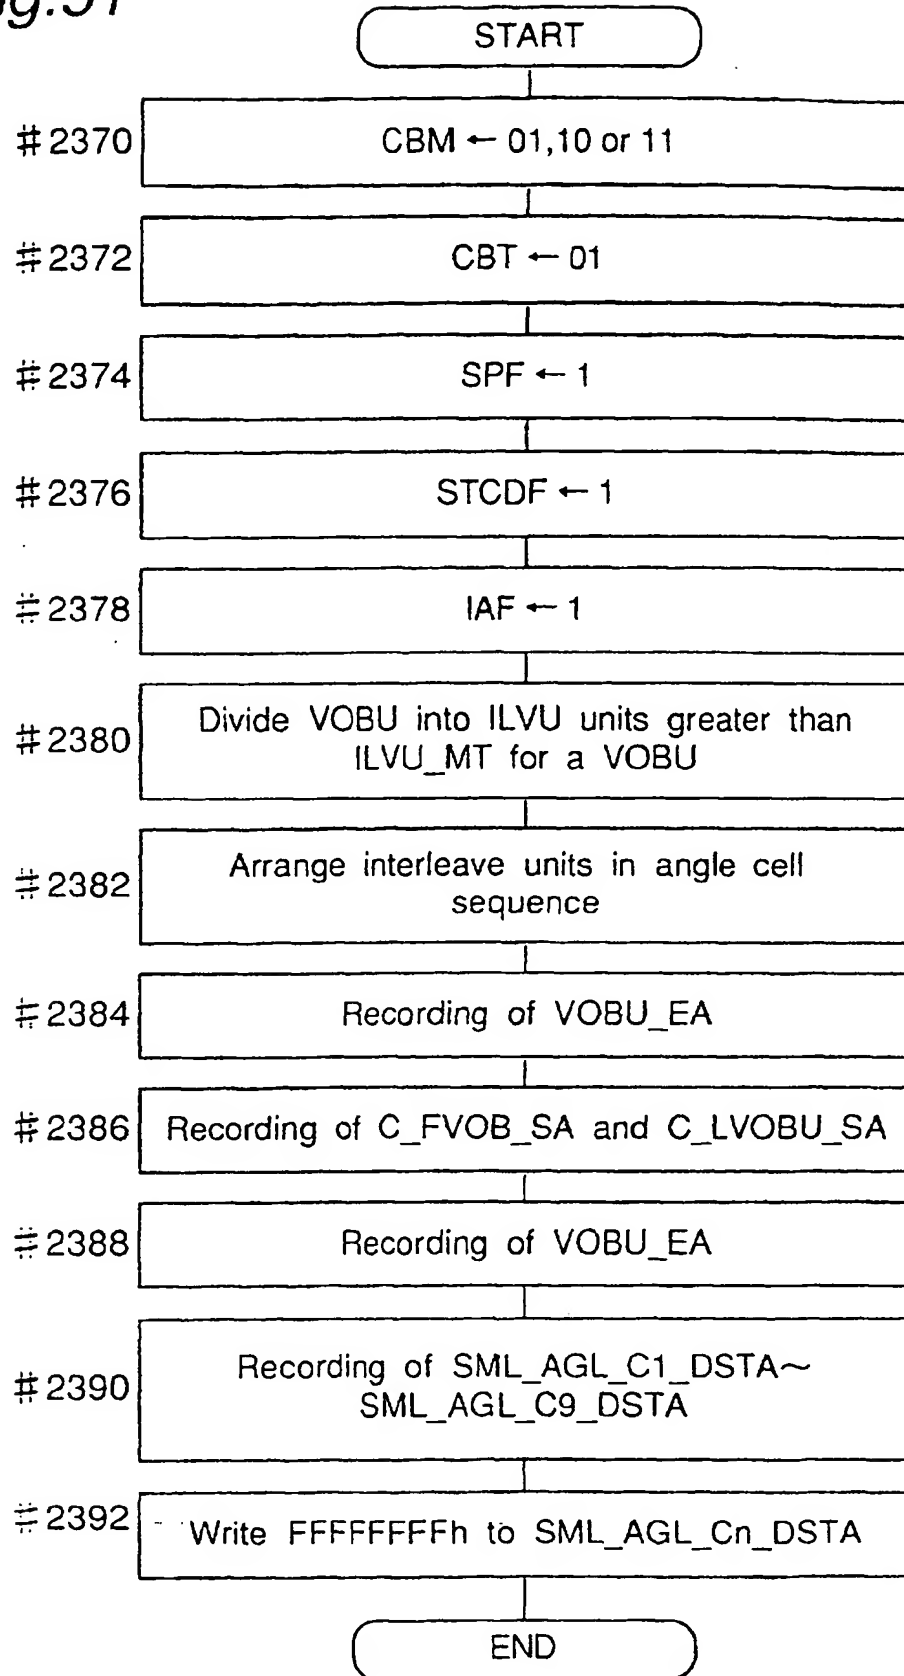 START
#2370
CBM ← 01,10 or 11
#2372
CBT ← 01
#2374
SPF ← 1
#2376
STCDF ← 1
#2378
IAF ← 1
#2380
Divide VOBU into ILVU units greater than
ILVU_MT for a VOBU
#2382
Arrange interleave units in angle cell
sequence
#2384
Recording of VOBU_EA
#2386
Recording of C_FVOB_SA and C_LVOBU_SA
#2388
Recording of VOBU_EA
#2390
Recording of SML_AGL_C1_DSTA~
SML_AGL_C9_DSTA
#2392
Write FFFFFFFFh to SML_AGL_Cn_DSTA
END